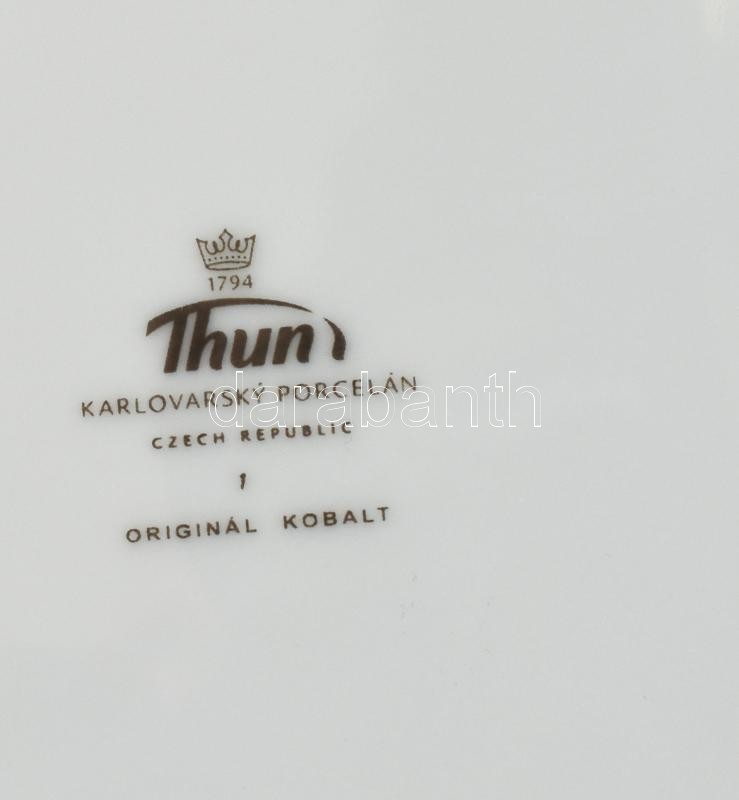 1794
Thun
KARLOVARSKÝ PORCELÁN
darabanth
CZECH REPUBLIC
1
ORIGINÁL KOBALT